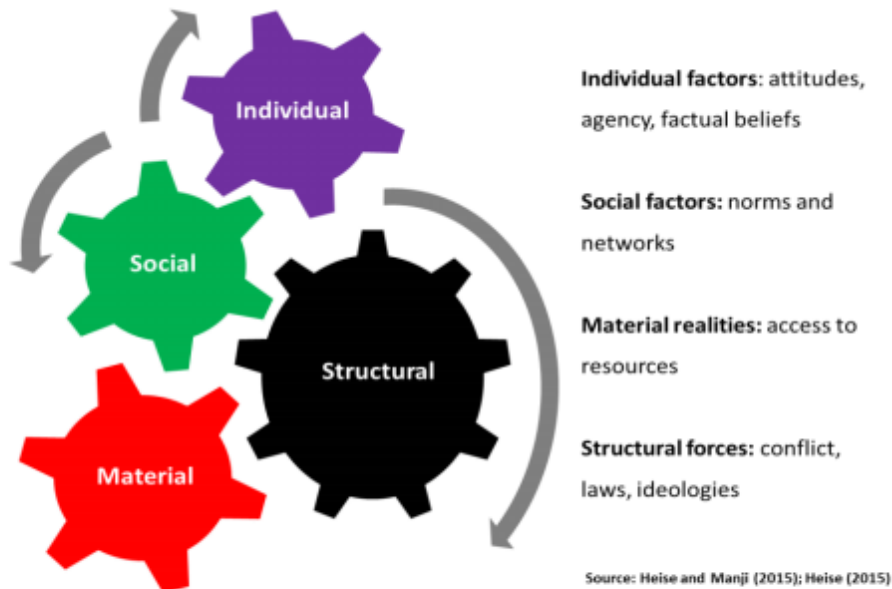 Individual
Social
Structural
Material
Individual factors: attitudes,
agency, factual beliefs
Social factors: norms and
networks
Material realities: access to
resources
Structural forces: conflict,
laws, ideologies
Source: Heise and Manji (2015); Heise (2015)